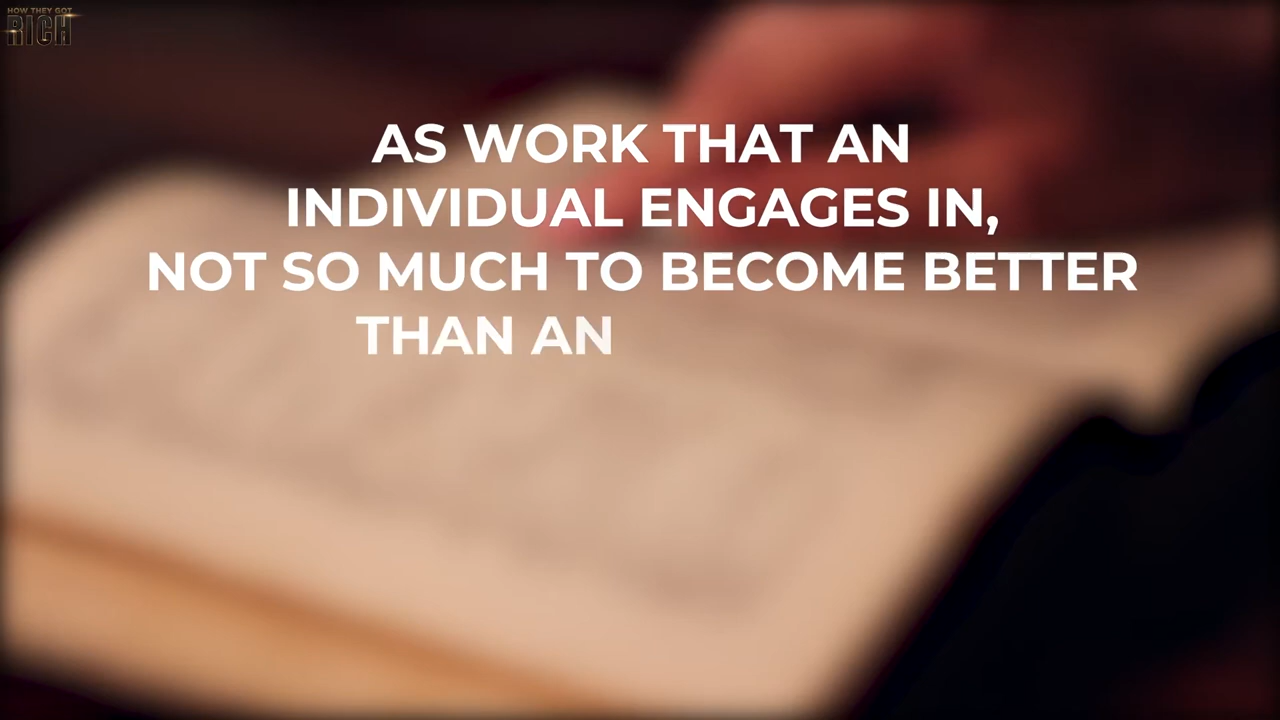 HOW THEY GOT
RICH
AS WORK THAT AN
INDIVIDUAL ENGAGES IN,
NOT SO MUCH TO BECOME BETTER
THAN AN